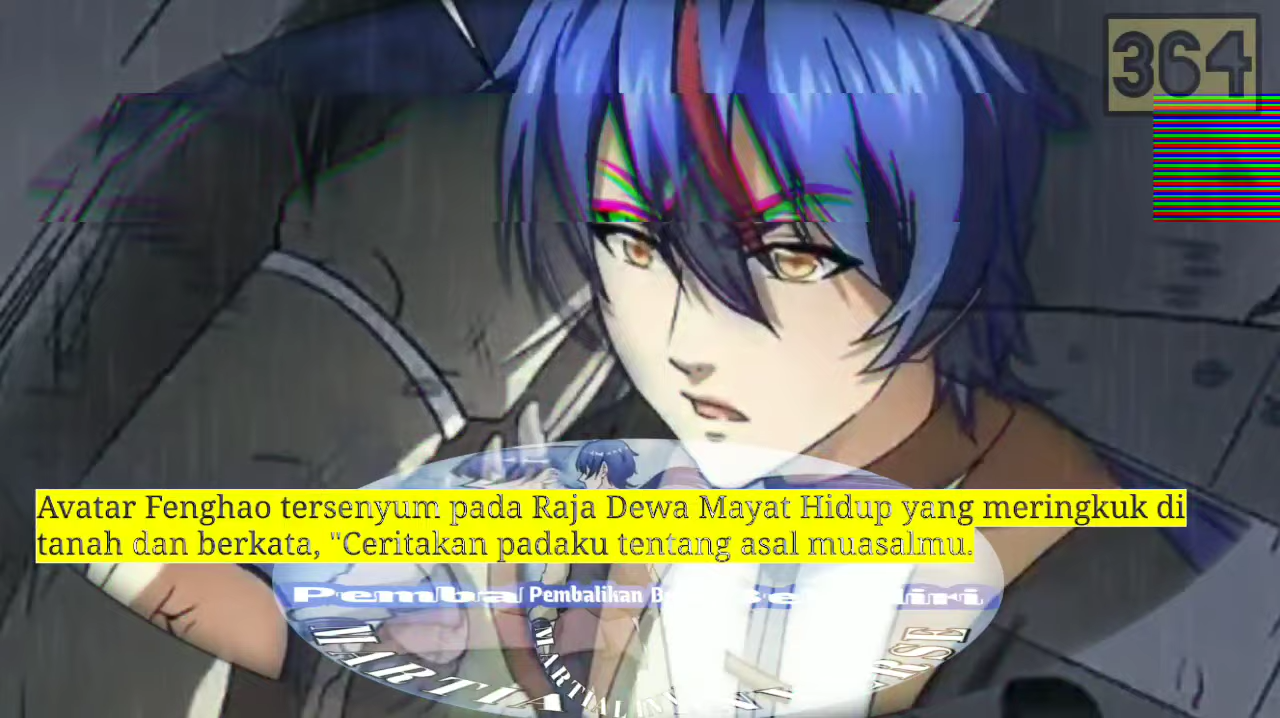 364
Avatar Fenghao tersenyum pada Raja Dewa Mayat Hidup yang meringkuk di
tanah dan berkata, "Ceritakan padaku tentang asal muasalmu.
Pembalikan
MARTIAL